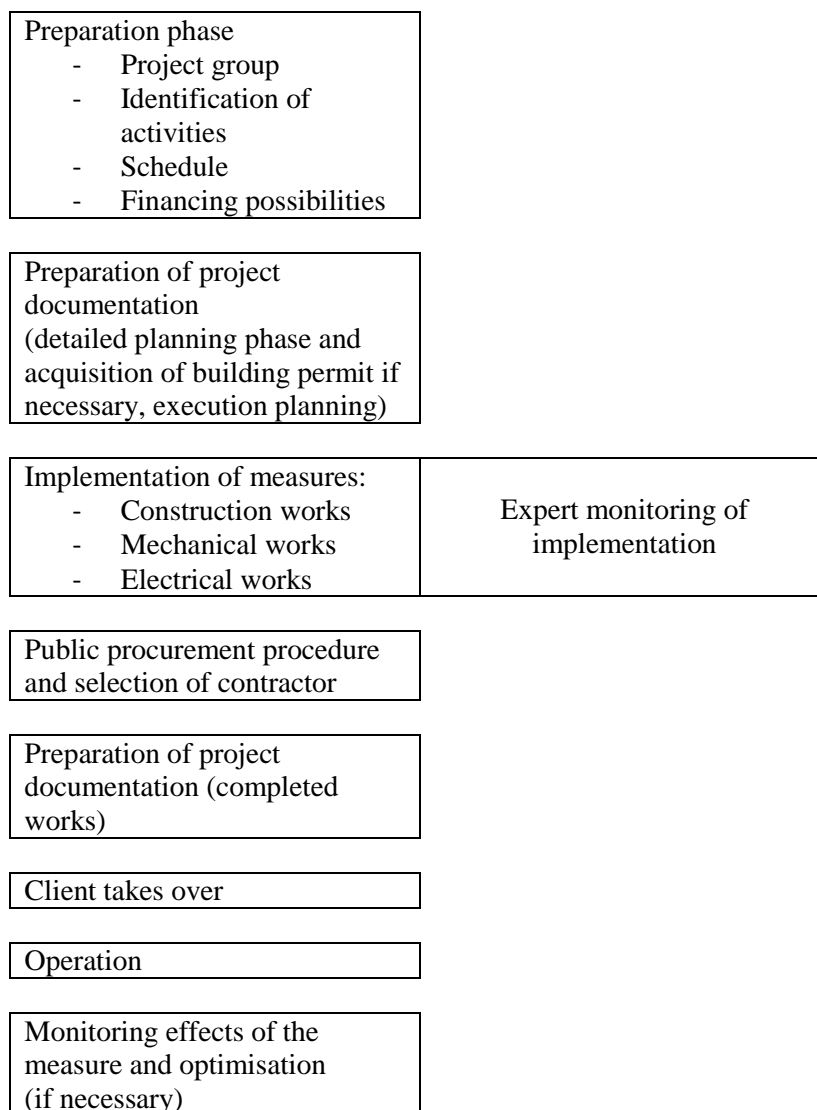 Preparation phase
- Project group
- Identification of
activities
- Schedule
- Financing possibilities
Preparation of project
documentation
(detailed planning phase and
acquisition of building permit if
necessary, execution planning)
Implementation of measures:
- Construction works
- Mechanical works
- Electrical works
Expert monitoring of
implementation
Public procurement procedure
and selection of contractor
Preparation of project
documentation (completed
works)
Client takes over
Operation
Monitoring effects of the
measure and optimisation
(if necessary)